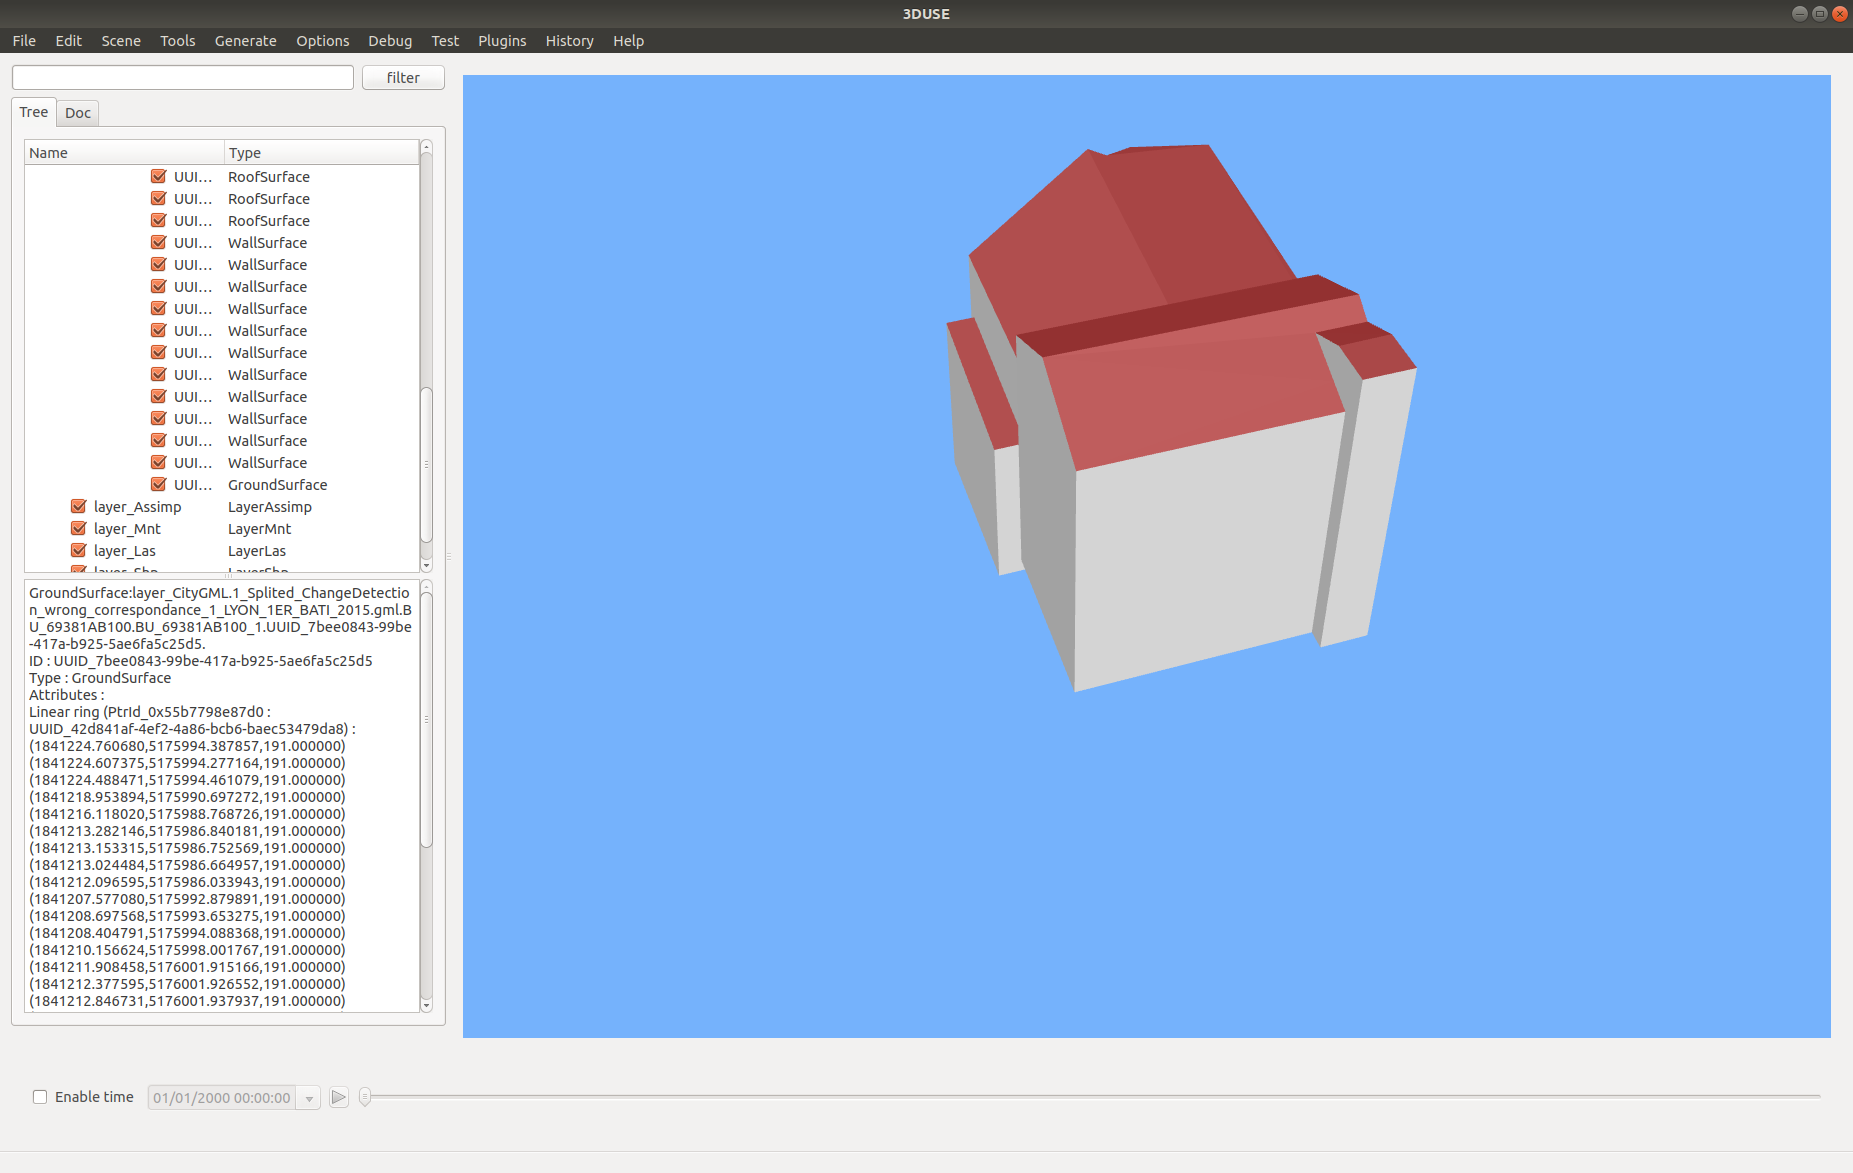 3DUSE
File Edit Scene Tools Generate Options Debug Test Plugins History Help
filter
Tree Doc
Name Type
UUI... RoofSurface
UUI... RoofSurface
UUI... RoofSurface
UUI... WallSurface
UUI... WallSurface
UUI... WallSurface
UUI... WallSurface
UUI... WallSurface
UUI... WallSurface
UUI... WallSurface
UUI... WallSurface
UUI... WallSurface
UUI... WallSurface
UUI... WallSurface
UUI... GroundSurface
layer_Assimp LayerAssimp
layer_Mnt LayerMnt
layer_Las LayerLas
layer_Shp LayerShp
GroundSurface:layer_CityGML.1_Splited_ChangeDetectio
n_wrong_correspondance_1_LYON_1ER_BATI_2015.gml.B
U_69381AB100.BU_69381AB100_1.UUID_7bee0843-99be
-417a-b925-5ae6fa5c25d5.
ID : UUID_7bee0843-99be-417a-b925-5ae6fa5c25d5
Type : GroundSurface
Attributes :
Linear ring (PtrId_0x55b7798e87d0 :
UUID_42d841af-4ef2-4a86-bcb6-baec53479da8) :
(1841224.760680,5175994.387857,191.000000)
(1841224.607375,5175994.277164,191.000000)
(1841224.488471,5175994.461079,191.000000)
(1841218.953894,5175990.697272,191.000000)
(1841216.118020,5175988.768726,191.000000)
(1841213.282146,5175986.840181,191.000000)
(1841213.153315,5175986.752569,191.000000)
(1841213.024484,5175986.664957,191.000000)
(1841212.096595,5175986.033943,191.000000)
(1841207.577080,5175992.879891,191.000000)
(1841208.697568,5175993.653275,191.000000)
(1841208.404791,5175994.088368,191.000000)
(1841210.156624,5175998.001767,191.000000)
(1841211.908458,5176001.915166,191.000000)
(1841212.377595,5176001.926552,191.000000)
(1841212.846731,5176001.937937,191.000000)
Enable time 01/01/2000 00:00:00